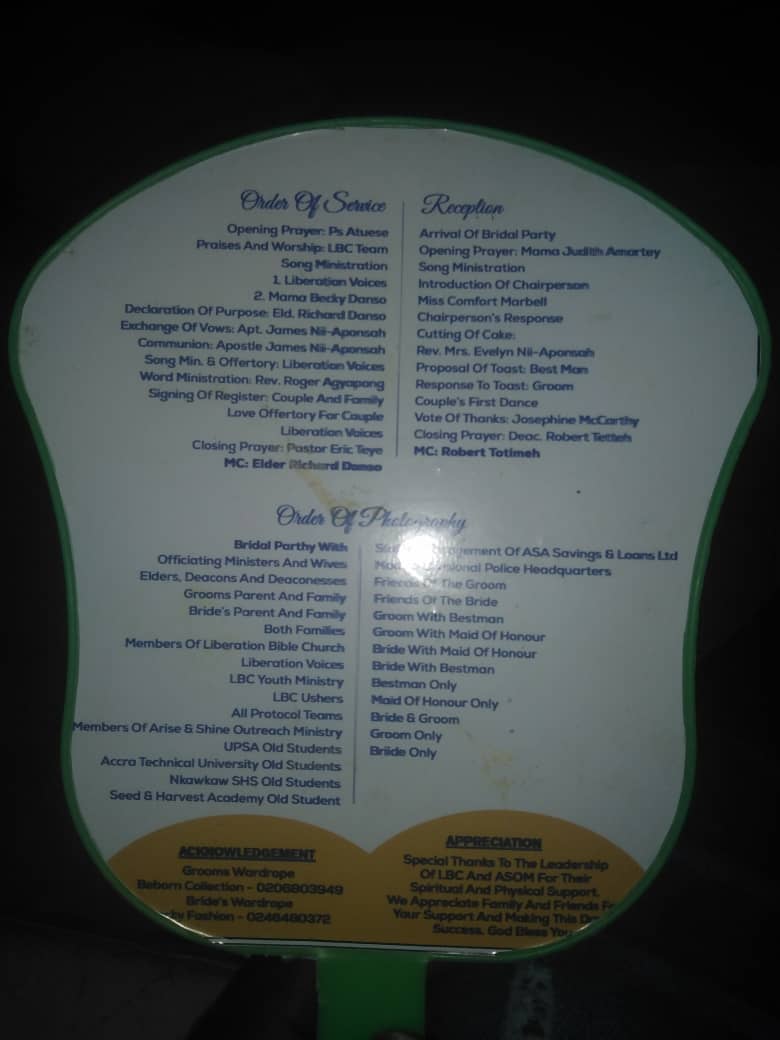 Order Of Service
Opening Prayer: Ps Atuese
Praises And Worship: LBC Team
Song Ministration
1. Liberation Voices
2. Mama Becky Danso
Declaration Of Purpose: Eld. Richard Danso
Exchange Of Vows: Apt. James Nii-Aponsah
Communion: Apostle James Nii-Aponsah
Song Min. & Offertory: Liberation Voices
Word Ministration: Rev. Roger Agyapong
Signing Of Register: Couple And Family
Love Offertory For Couple
Liberation Voices
Closing Prayer: Pastor Eric Teye
MC: Elder Richard Danso
Reception
Arrival Of Bridal Party
Opening Prayer: Mama Judith Amartey
Song Ministration
Introduction Of Chairperson
Miss Comfort Marbell
Chairperson's Response
Cutting Of Cake:
Rev. Mrs. Evelyn Nii-Aponsah
Proposal Of Toast: Best Man
Response To Toast: Groom
Couple's First Dance
Vote Of Thanks: Josephine McCarthy
Closing Prayer: Deac. Robert Tetteh
MC: Robert Totimeh
Order Of Photography
Bridal Parthy With
Officiating Ministers And Wives
Elders, Deacons And Deaconesses
Grooms Parent And Family
Bride's Parent And Family
Both Families
Members Of Liberation Bible Church
Liberation Voices
LBC Youth Ministry
LBC Ushers
All Protocol Teams
Members Of Arise & Shine Outreach Ministry
UPSA Old Students
Accra Technical University Old Students
Nkawkaw SHS Old Students
Seed & Harvest Academy Old Student
Of ASA Savings & Loans Ltd
Police Headquarters
Friends Of The Groom
Friends Of The Bride
Groom With Bestman
Groom With Maid Of Honour
Bride With Maid Of Honour
Bride With Bestman
Bestman Only
Maid Of Honour Only
Bride & Groom
Groom Only
Briide Only
ACKNOWLEDGEMENT
Grooms Wardrope
Beborn Collection - 0206803949
Bride's Wardrope
Fashion - 0246480372
APPRECIATION
Special Thanks To The Leadership
Of LBC And ASOM For Their
Spiritual And Physical Support.
We Appreciate Family And Friends
Your Support And Making This
Success. God Bless You